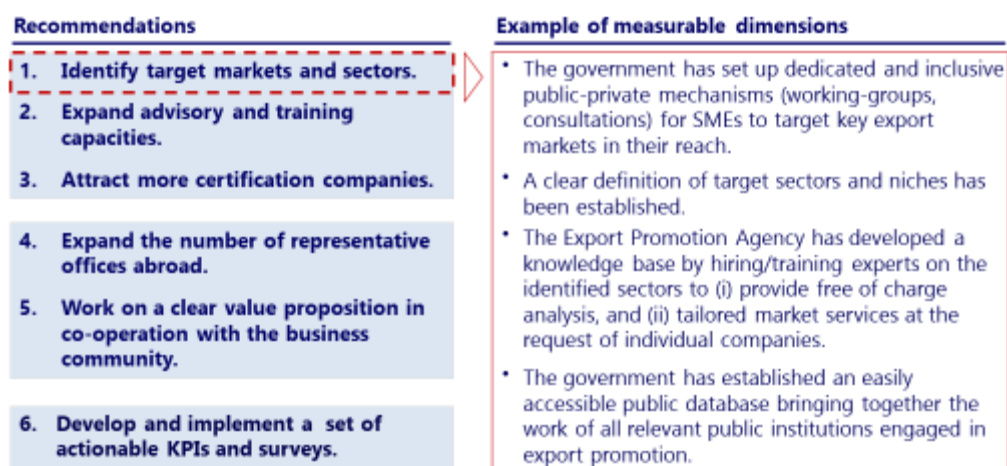 Recommendations
1. Identify target markets and sectors.
2. Expand advisory and training
capacities.
3. Attract more certification companies.
4. Expand the number of representative
offices abroad.
5. Work on a clear value proposition in
co-operation with the business
community.
6. Develop and implement a set of
actionable KPIs and surveys.
Example of measurable dimensions
• The government has set up dedicated and inclusive
public-private mechanisms (working-groups,
consultations) for SMEs to target key export
markets in their reach.
• A clear definition of target sectors and niches has
been established.
• The Export Promotion Agency has developed a
knowledge base by hiring/training experts on the
identified sectors to (i) provide free of charge
analysis, and (ii) tailored market services at the
request of individual companies.
• The government has established an easily
accessible public database bringing together the
work of all relevant public institutions engaged in
export promotion.